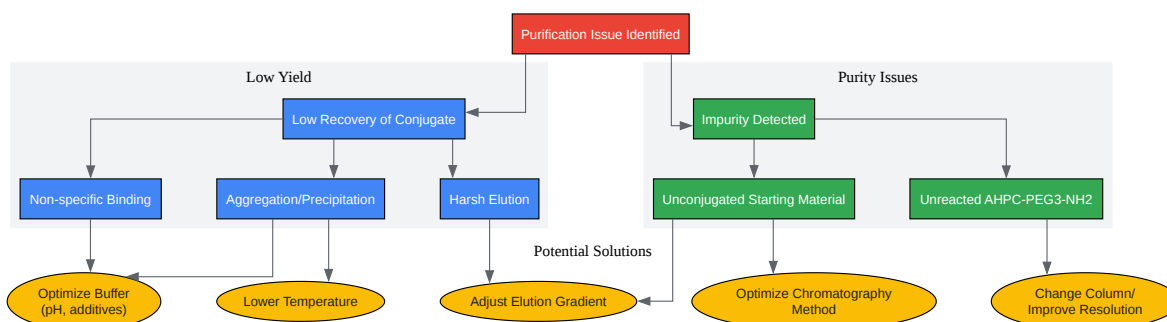 Purification Issue Identified
Low Yield
Purity Issues
Low Recovery of Conjugate
Impurity Detected
Non-specific Binding
Aggregation/Precipitation
Harsh Elution
Unconjugated Starting Material
Unreacted AHPC-PEG3-NH2
Potential Solutions
Optimize Buffer
(pH, additives)
Lower Temperature
Adjust Elution Gradient
Optimize Chromatography
Method
Change Column/
Improve Resolution